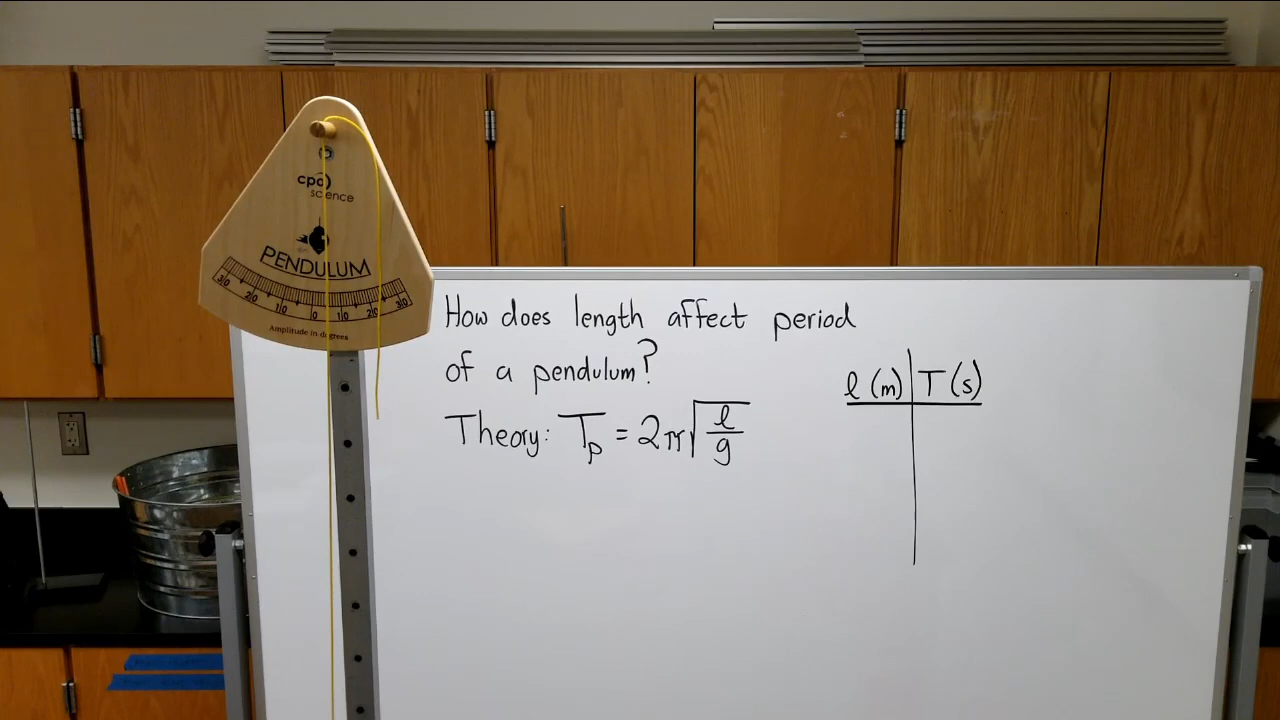 cpo
science
PENDULUM
30 20 10 0 10 20 30
Amplitude in degrees
How does length affect period
of a pendulum?
Theory: Tp = 2π√(l/g)
l (m) T (s)